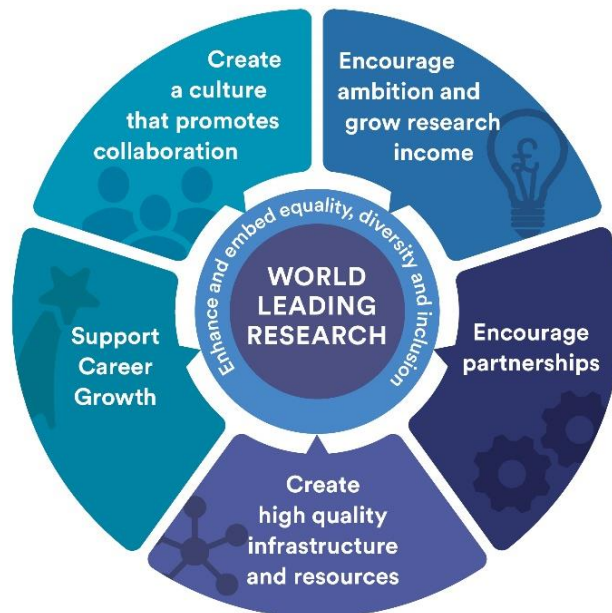 Create
a culture
that promotes
collaboration
Encourage
ambition and
grow research
income
£
Enhance and embed equality, diversity and inclusion
WORLD
LEADING
RESEARCH
Support
Career
Growth
Encourage
partnerships
Create
high quality
infrastructure
and resources